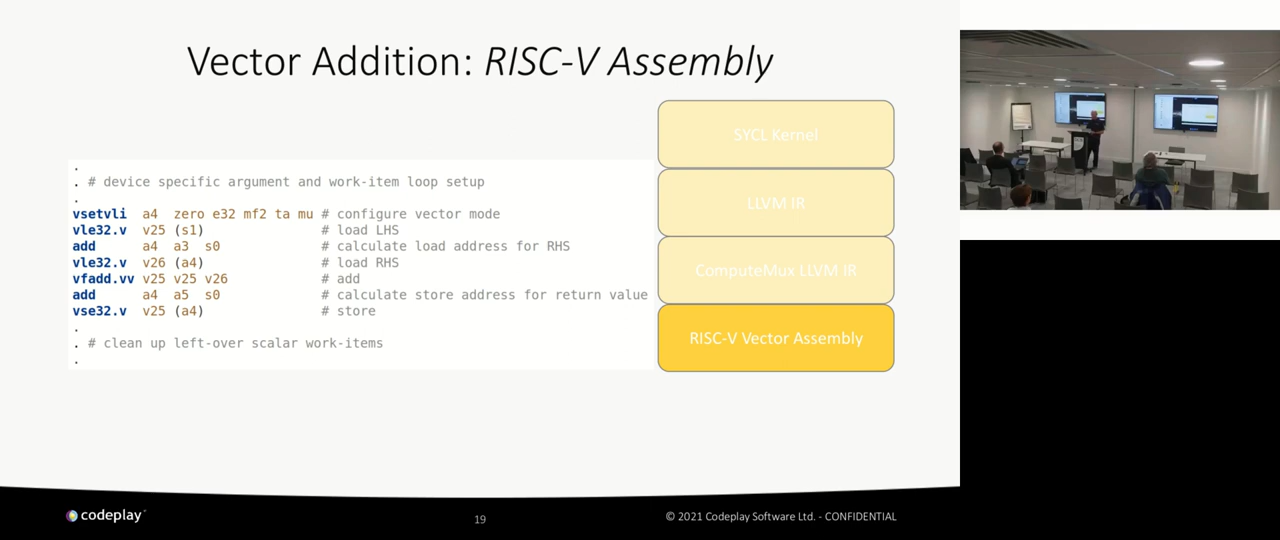 Vector Addition: RISC-V Assembly
.
. # device specific argument and work-item loop setup
.
vsetvli a4 zero e32 mf2 ta mu # configure vector mode
vle32.v v25 (s1) # load LHS
add a4 a3 s0 # calculate load address for RHS
vle32.v v26 (a4) # load RHS
vfadd.vv v25 v25 v26 # add
add a4 a5 s0 # calculate store address for return value
vse32.v v25 (a4) # store
.
. # clean up left-over scalar work-items
.
SYCL Kernel
LLVM IR
ComputeMux LLVM IR
RISC-V Vector Assembly
codeplay
19
© 2021 Codeplay Software Ltd. - CONFIDENTIAL